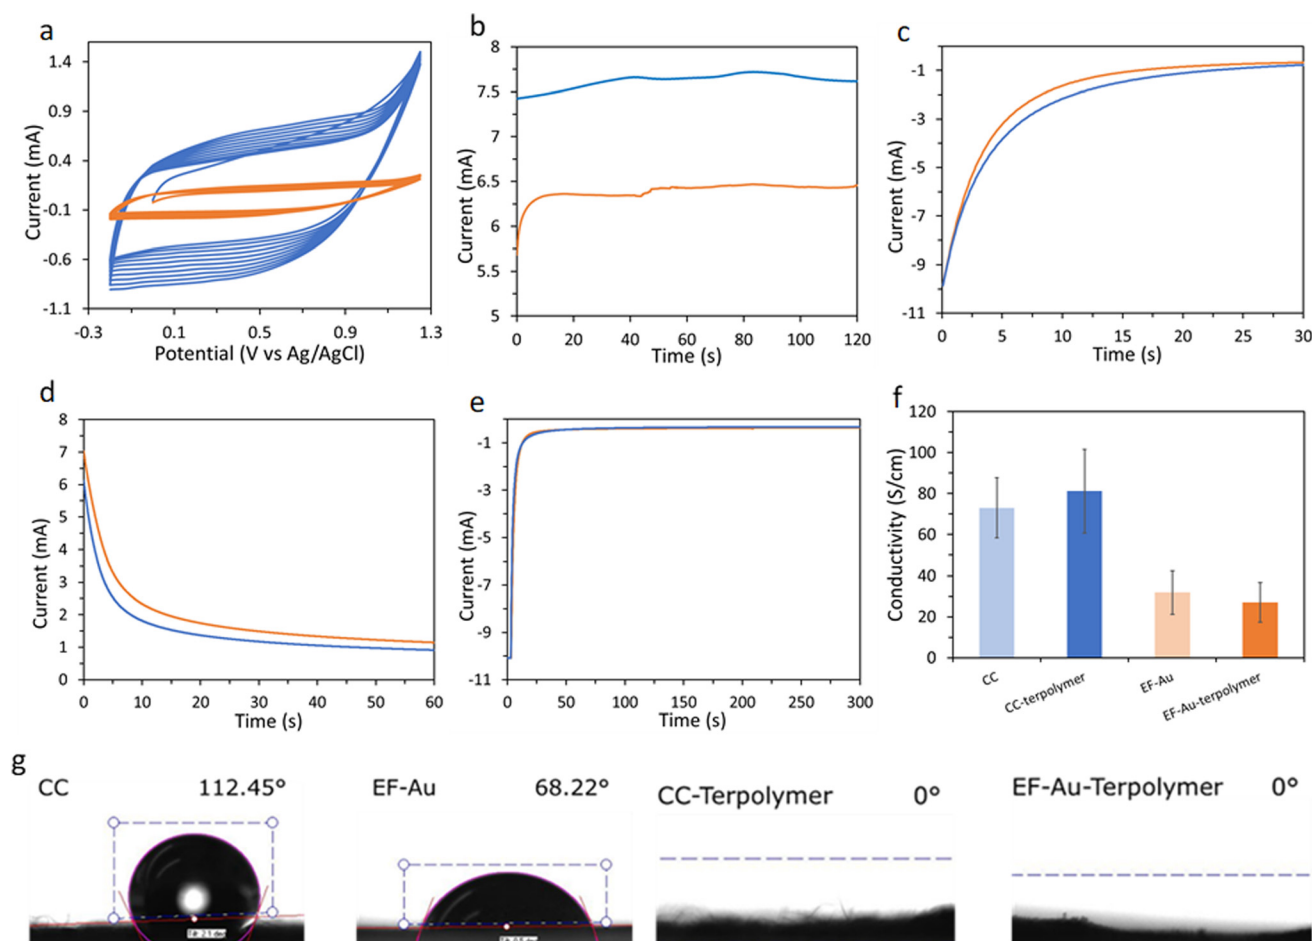 a
1.4
0.9
0.4
-0.1
-0.6
-1.1
Current (mA)
-0.3 0.1 0.5 0.9 1.3
Potential (V vs Ag/AgCl)
b
8
7.5
7
6.5
6
5.5
5
Current (mA)
0 20 40 60 80 100 120
Time (s)
c
-1
-3
-5
-7
-9
-11
Current (mA)
0 5 10 15 20 25 30
Time (s)
d
8
7
6
5
4
3
2
1
0
Current (mA)
0 10 20 30 40 50 60
Time (s)
e
-1
-3
-5
-7
-9
-11
Current (mA)
0 50 100 150 200 250 300
Time (s)
f
120
100
80
60
40
20
0
Conductivity (S/cm)
CC CC-terpolymer EF-Au EF-Au-terpolymer
g
CC 112.45°
EF-Au 68.22°
CC-Terpolymer 0°
EF-Au-Terpolymer 0°